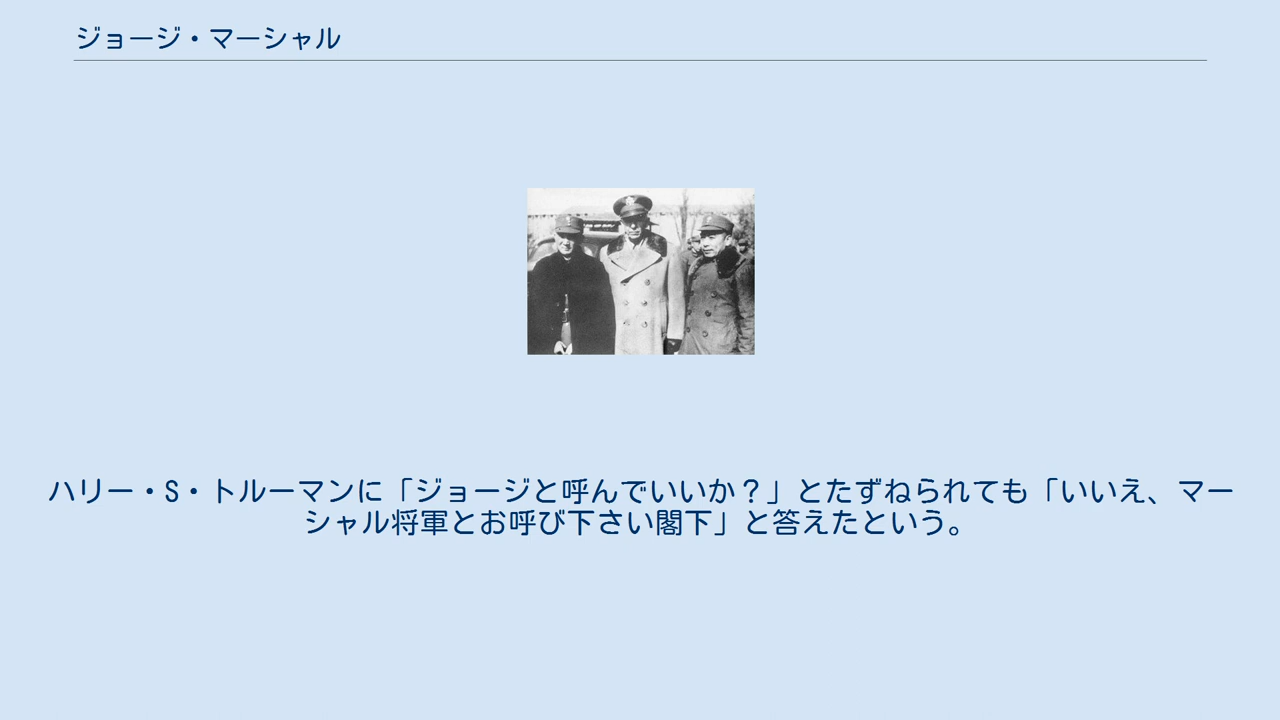 ジョージ・マーシャル
ハリー・S・トルーマンに「ジョージと呼んでいいか？」とたずねられても「いいえ、マー
シャル将軍とお呼び下さい閣下」と答えたという。